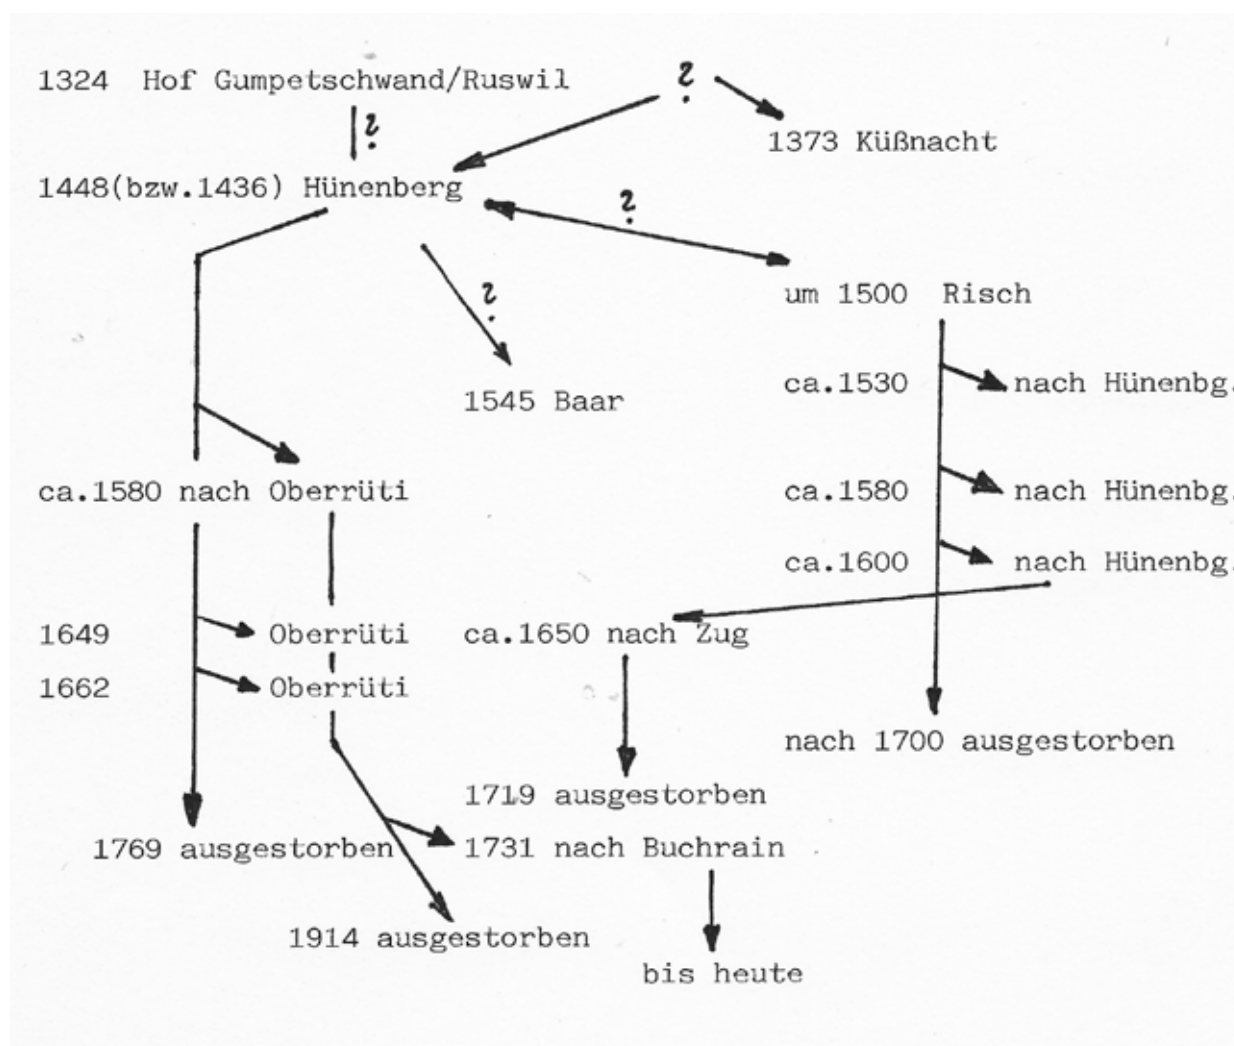 1324 Hof Gumpetschwand/Ruswil
?
?
1373 Küßnacht
1448(bzw.1436) Hünenberg
?
?
um 1500 Risch
ca.1530 nach Hünenbg.
1545 Baar
ca.1580 nach Oberrüti
ca.1580 nach Hünenbg.
ca.1600 nach Hünenbg.
1649 Oberrüti
ca.1650 nach Zug
1662 Oberrüti
nach 1700 ausgestorben
1719 ausgestorben
1769 ausgestorben
1731 nach Buchrain
1914 ausgestorben
bis heute